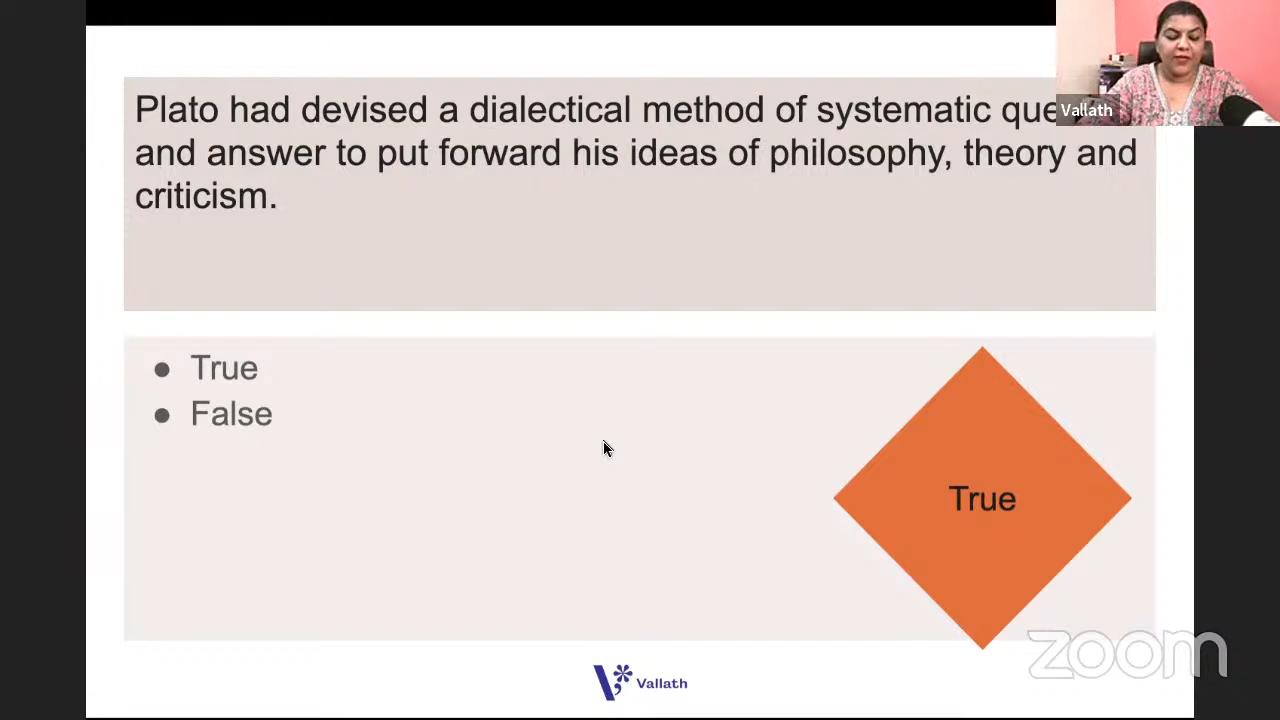 Plato had devised a dialectical method of systematic
and answer to put forward his ideas of philosophy, theory and
criticism.
Vallath
True
False
True
zoom
Vallath